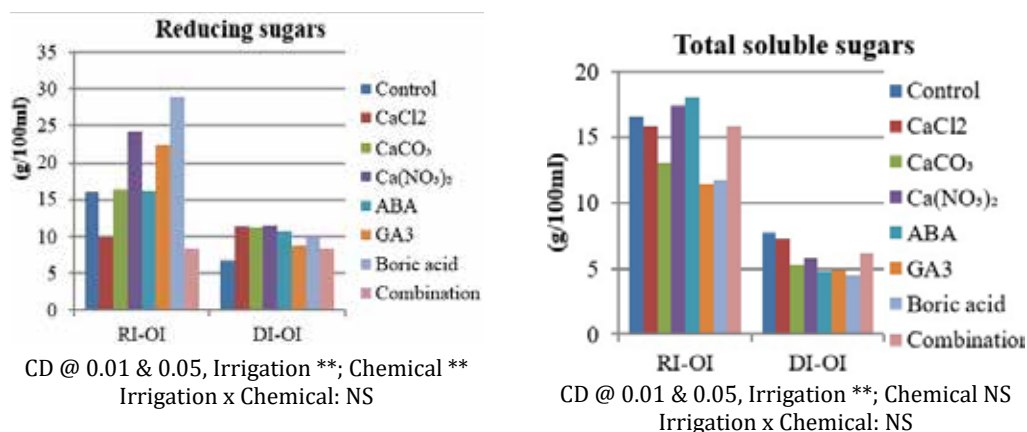 Reducing sugars
(g/100ml)
35
30
25
20
15
10
5
0
RI-OI
DI-OI
Control
CaCl2
CaCO₃
Ca(NO₃)₂
ABA
GA3
Boric acid
Combination
CD @ 0.01 & 0.05, Irrigation **; Chemical **
Irrigation x Chemical: NS
Total soluble sugars
(g/100ml)
20
15
10
5
0
RI-OI
DI-OI
Control
CaCl2
CaCO₃
Ca(NO₃)₂
ABA
GA3
Boric acid
Combination
CD @ 0.01 & 0.05, Irrigation **; Chemical NS
Irrigation x Chemical: NS